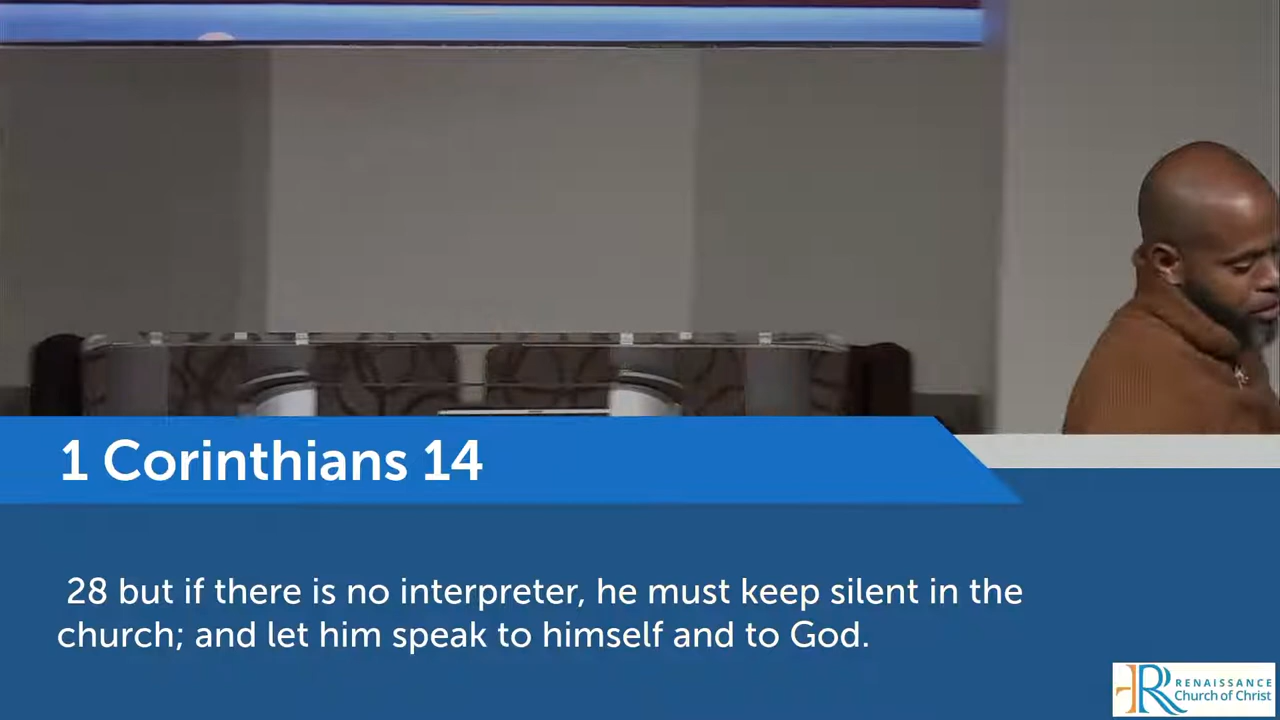 1 Corinthians 14
28 but if there is no interpreter, he must keep silent in the
church; and let him speak to himself and to God.
RENAISSANCE
Church of Christ